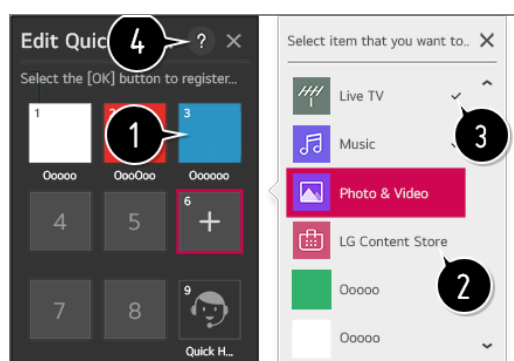 Edit Quic
4
?
Select the [OK] button to register...
1
2
3
1
Ooooo
OooOoo
Oooooo
4
5
6
+
7
8
9
Quick H...
Select item that you want to..
Live TV
3
Music
Photo & Video
LG Content Store
2
Ooooo
Ooooo